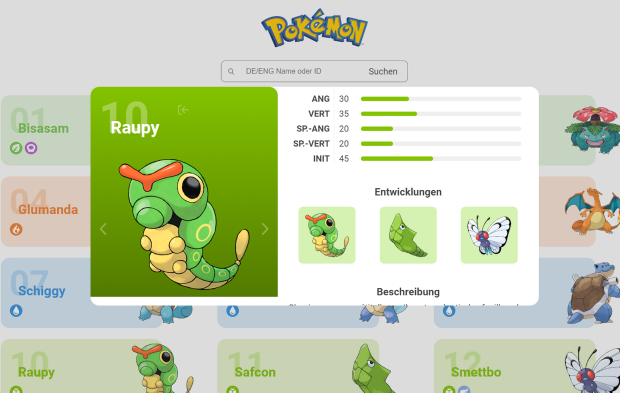 POKéMON
DE/ENG Name oder ID
Suchen
01
Bisasam
04
Glumanda
07
Schiggy
10
Raupy
ANG 30
VERT 35
SP.-ANG 20
SP.-VERT 20
INIT 45
Entwicklungen
Beschreibung
10
Raupy
11
Safcon
12
Smettbo